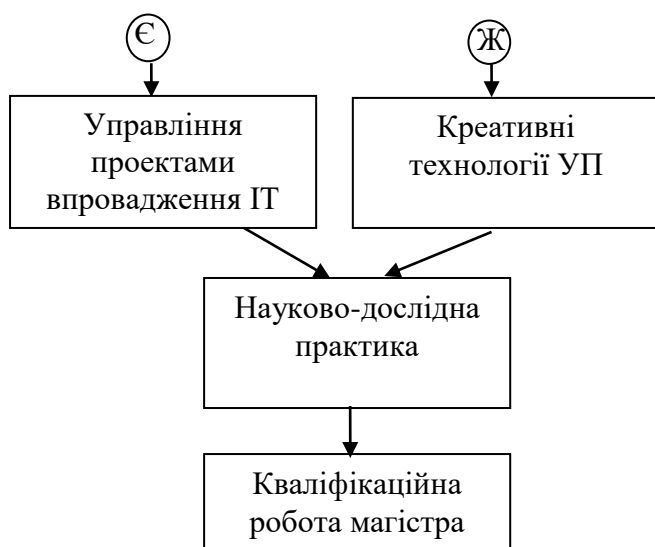 Є
Ж
Управління
проектами
впровадження ІТ
Креативні
технології УП
Науково-дослідна
практика
Кваліфікаційна
робота магістра